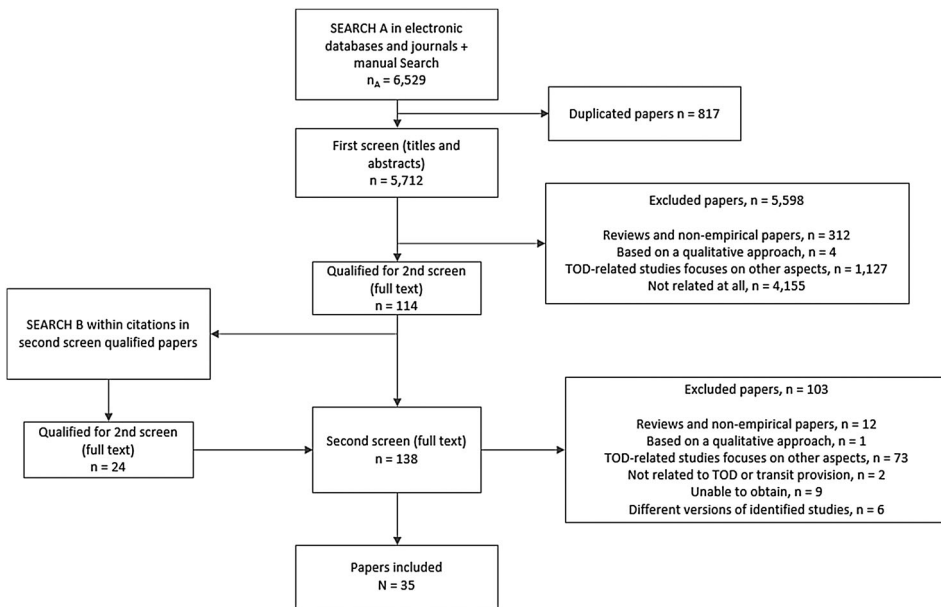 SEARCH A in electronic
databases and journals +
manual Search
nA = 6,529
Duplicated papers n = 817
First screen (titles and
abstracts)
n = 5,712
Excluded papers, n = 5,598
Reviews and non-empirical papers, n = 312
Based on a qualitative approach, n = 4
TOD-related studies focuses on other aspects, n = 1,127
Not related at all, n = 4,155
Qualified for 2nd screen
(full text)
n = 114
SEARCH B within citations in
second screen qualified papers
Qualified for 2nd screen
(full text)
n = 24
Second screen (full text)
n = 138
Excluded papers, n = 103
Reviews and non-empirical papers, n = 12
Based on a qualitative approach, n = 1
TOD-related studies focuses on other aspects, n = 73
Not related to TOD or transit provision, n = 2
Unable to obtain, n = 9
Different versions of identified studies, n = 6
Papers included
N = 35